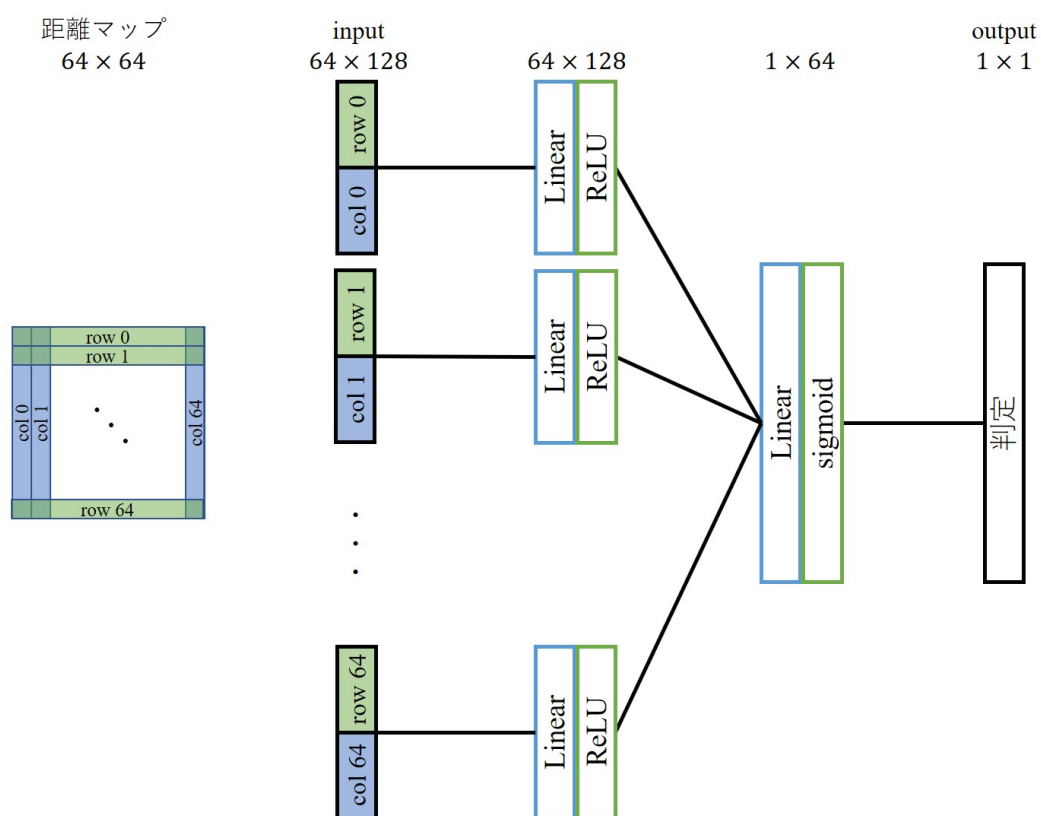 距離マップ
64 × 64
input
64 × 128
64 × 128
1 × 64
output
1 × 1
row 0
row 1
col 0
col 1
col 64
row 64
row 0
col 0
Linear
ReLU
row 1
col 1
Linear
ReLU
row 64
col 64
Linear
ReLU
Linear
sigmoid
判定